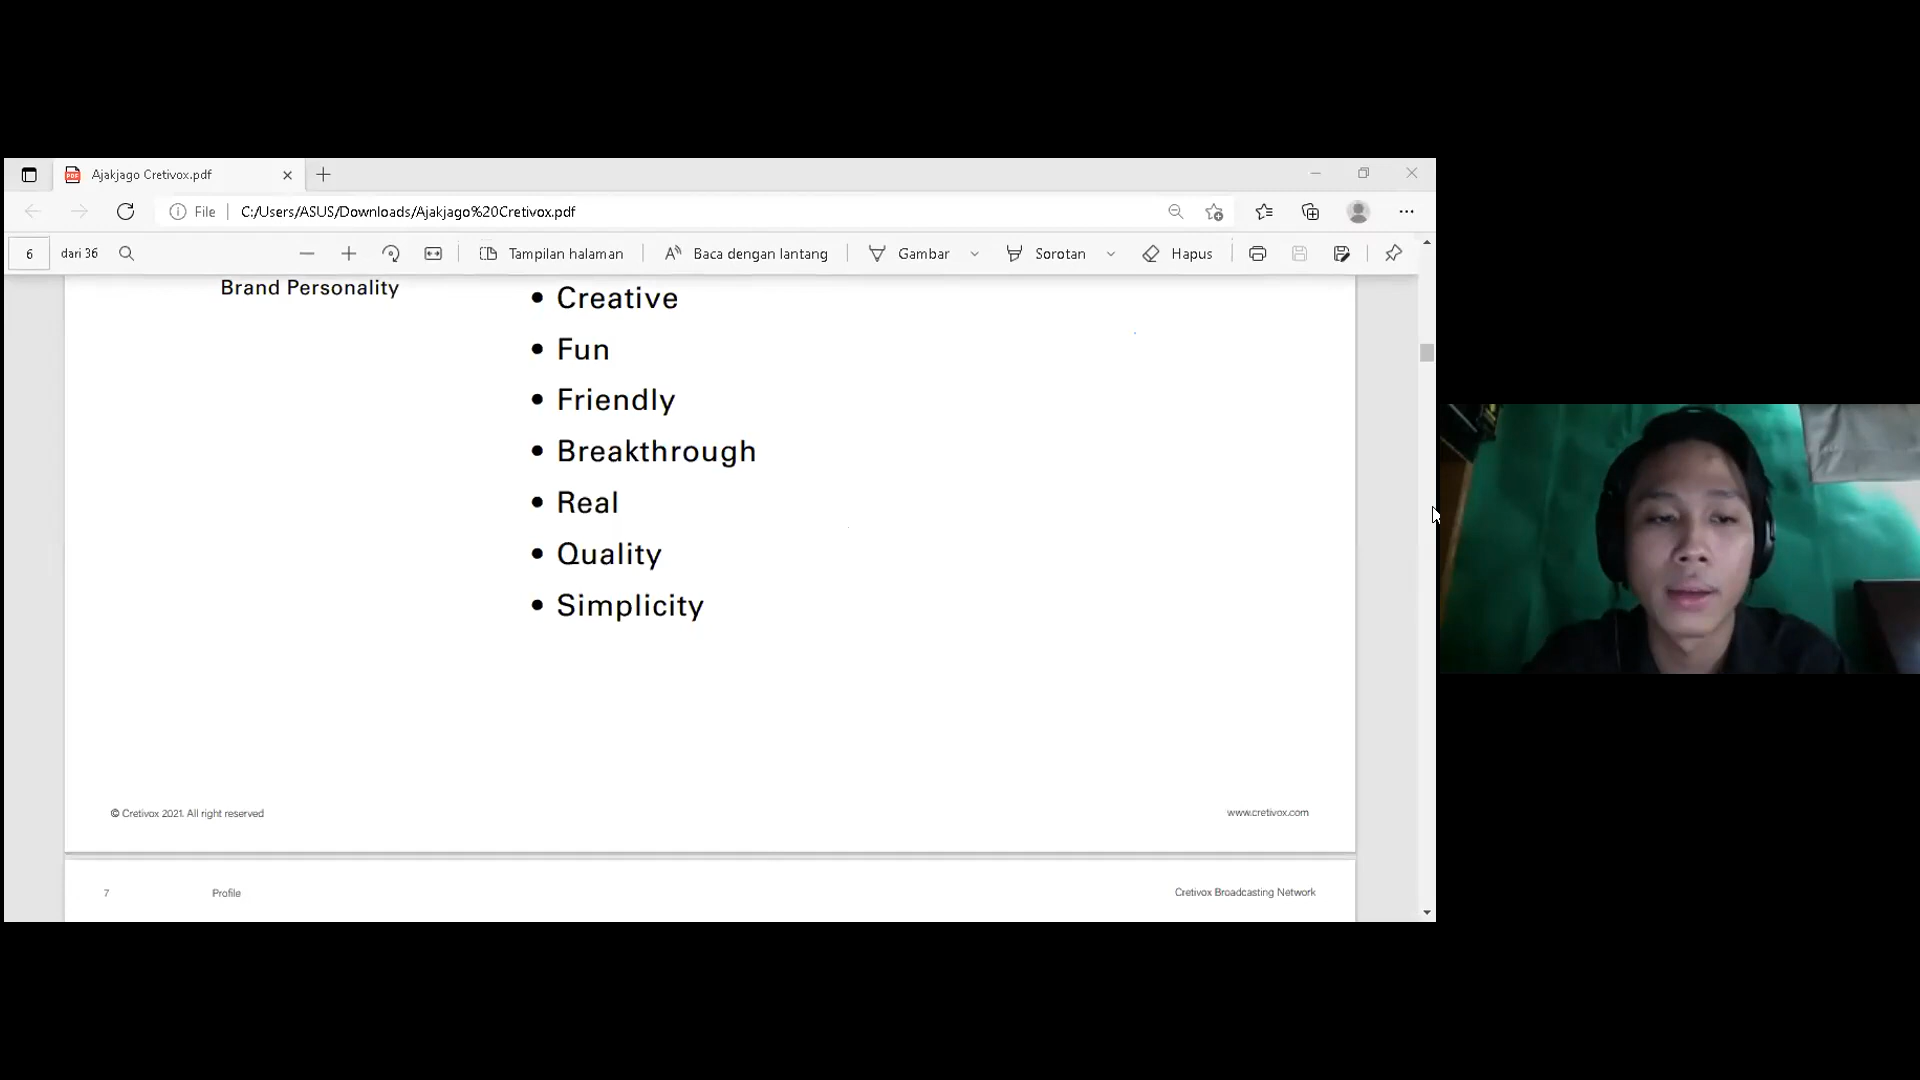 Ajakjago Cretivox.pdf
File C:/Users/ASUS/Downloads/Ajakjago%20Cretivox.pdf
6 dari 36 Tampilan halaman Baca dengan lantang Gambar Sorotan Hapus
Brand Personality
• Creative
• Fun
• Friendly
• Breakthrough
• Real
• Quality
• Simplicity
© Cretivox 2021. All right reserved www.cretivox.com
7 Profile Cretivox Broadcasting Network